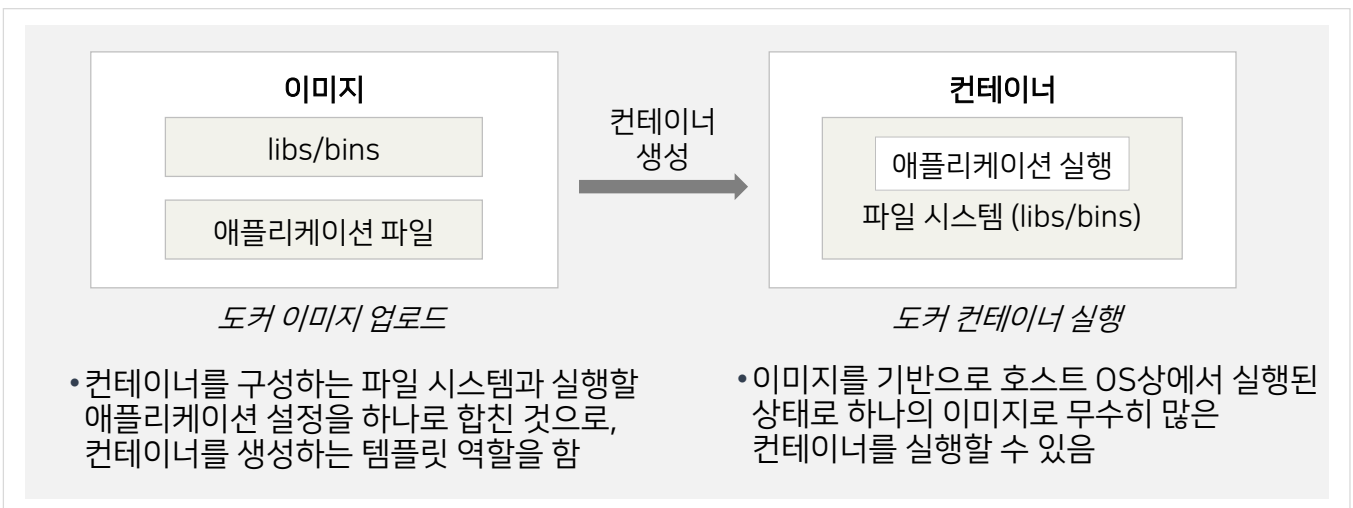 이미지
libs/bins
애플리케이션 파일
도커 이미지 업로드
컨테이너
생성
컨테이너
애플리케이션 실행
파일 시스템 (libs/bins)
도커 컨테이너 실행
•컨테이너를 구성하는 파일 시스템과 실행할
애플리케이션 설정을 하나로 합친 것으로,
컨테이너를 생성하는 템플릿 역할을 함
•이미지를 기반으로 호스트 OS상에서 실행된
상태로 하나의 이미지로 무수히 많은
컨테이너를 실행할 수 있음